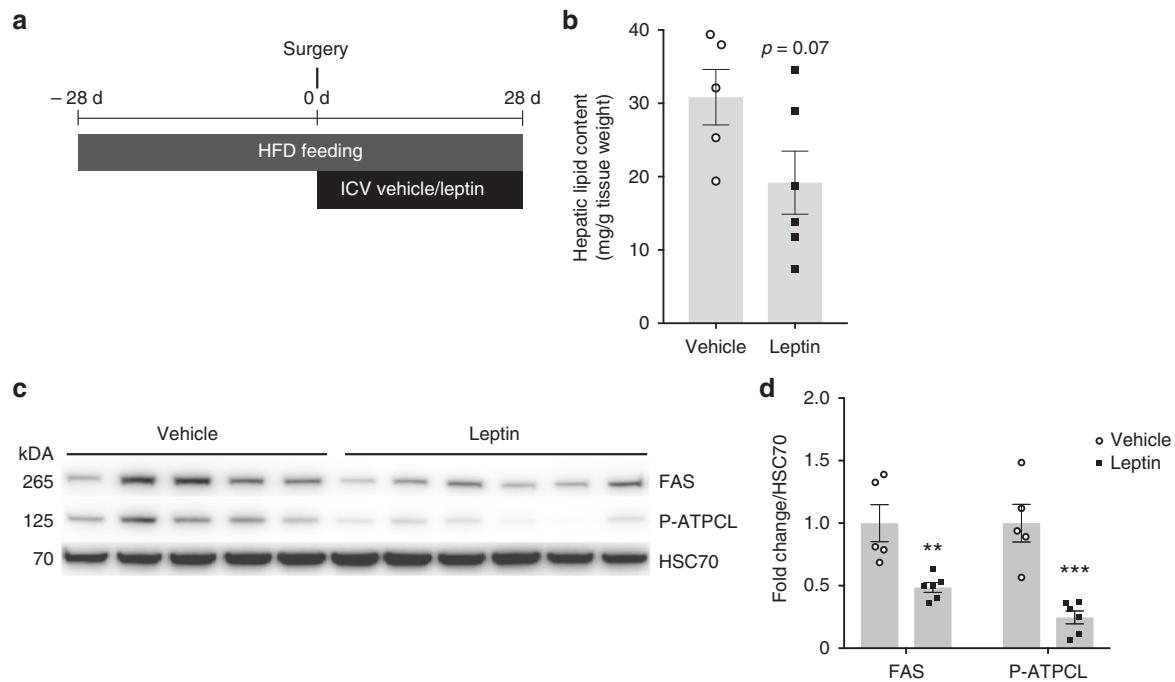 a
Surgery
– 28 d
0 d
28 d
HFD feeding
ICV vehicle/leptin
b
Hepatic lipid content
(mg/g tissue weight)
40
30
20
10
0
p = 0.07
Vehicle
Leptin
c
Vehicle
Leptin
kDA
265
FAS
125
P-ATPCL
70
HSC70
d
Fold change/HSC70
2.0
1.5
1.0
0.5
0
**
***
FAS
P-ATPCL
Vehicle
Leptin